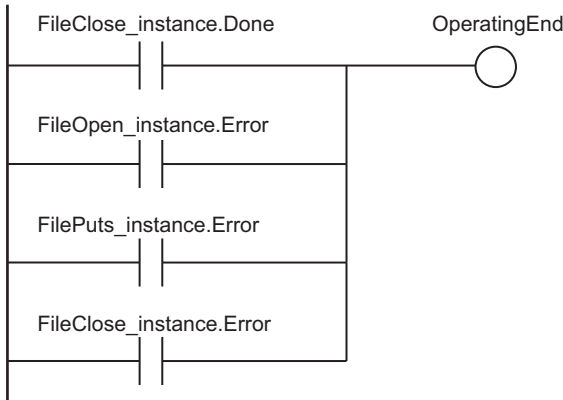 FileClose_instance.Done
OperatingEnd
FileOpen_instance.Error
FilePuts_instance.Error
FileClose_instance.Error